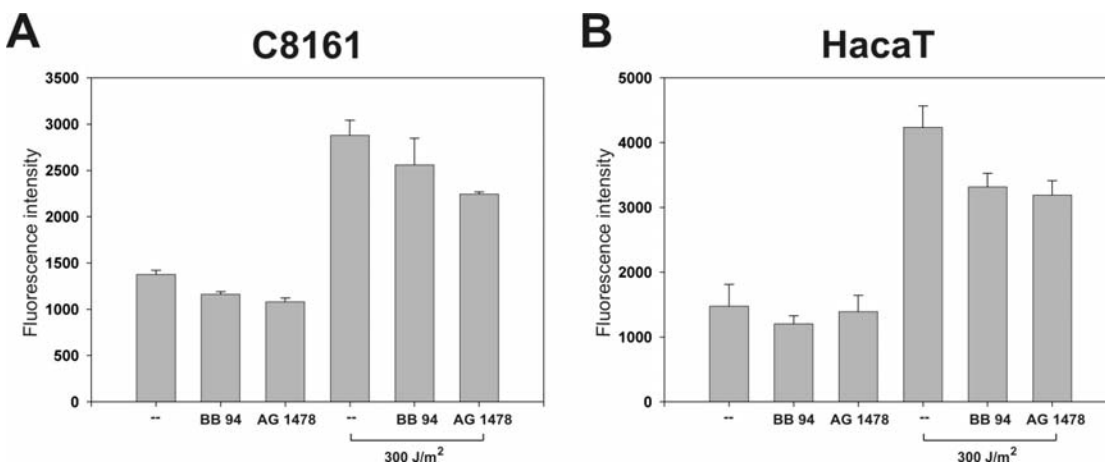 A
C8161
Fluorescence intensity
3500
3000
2500
2000
1500
1000
500
0
--
BB 94
AG 1478
--
BB 94
AG 1478
300 J/m²
B
HacaT
Fluorescence intensity
5000
4000
3000
2000
1000
0
--
BB 94
AG 1478
--
BB 94
AG 1478
300 J/m²